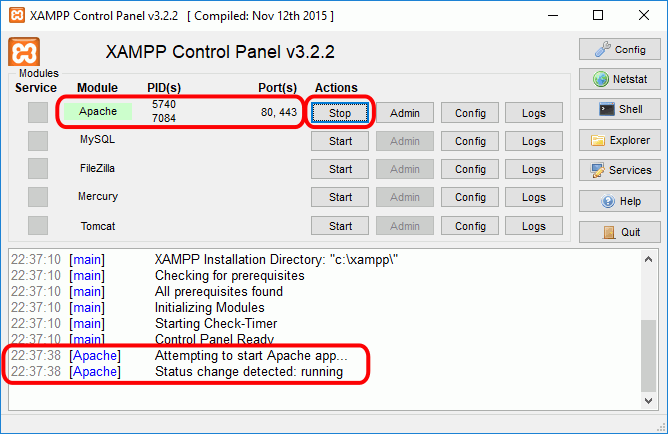 XAMPP Control Panel v3.2.2   [ Compiled: Nov 12th 2015 ]
XAMPP Control Panel v3.2.2
Config
Modules
Service Module PID(s) Port(s) Actions
Netstat
Apache 5740 7084 80, 443 Stop Admin Config Logs
Shell
MySQL Start Admin Config Logs
Explorer
FileZilla Start Admin Config Logs
Services
Mercury Start Admin Config Logs
Help
Tomcat Start Admin Config Logs
Quit
22:37:10 [main] XAMPP Installation Directory: "c:\xampp\"
22:37:10 [main] Checking for prerequisites
22:37:10 [main] All prerequisites found
22:37:10 [main] Initializing Modules
22:37:10 [main] Starting Check-Timer
22:37:10 [main] Control Panel Ready
22:37:38 [Apache] Attempting to start Apache app...
22:37:38 [Apache] Status change detected: running